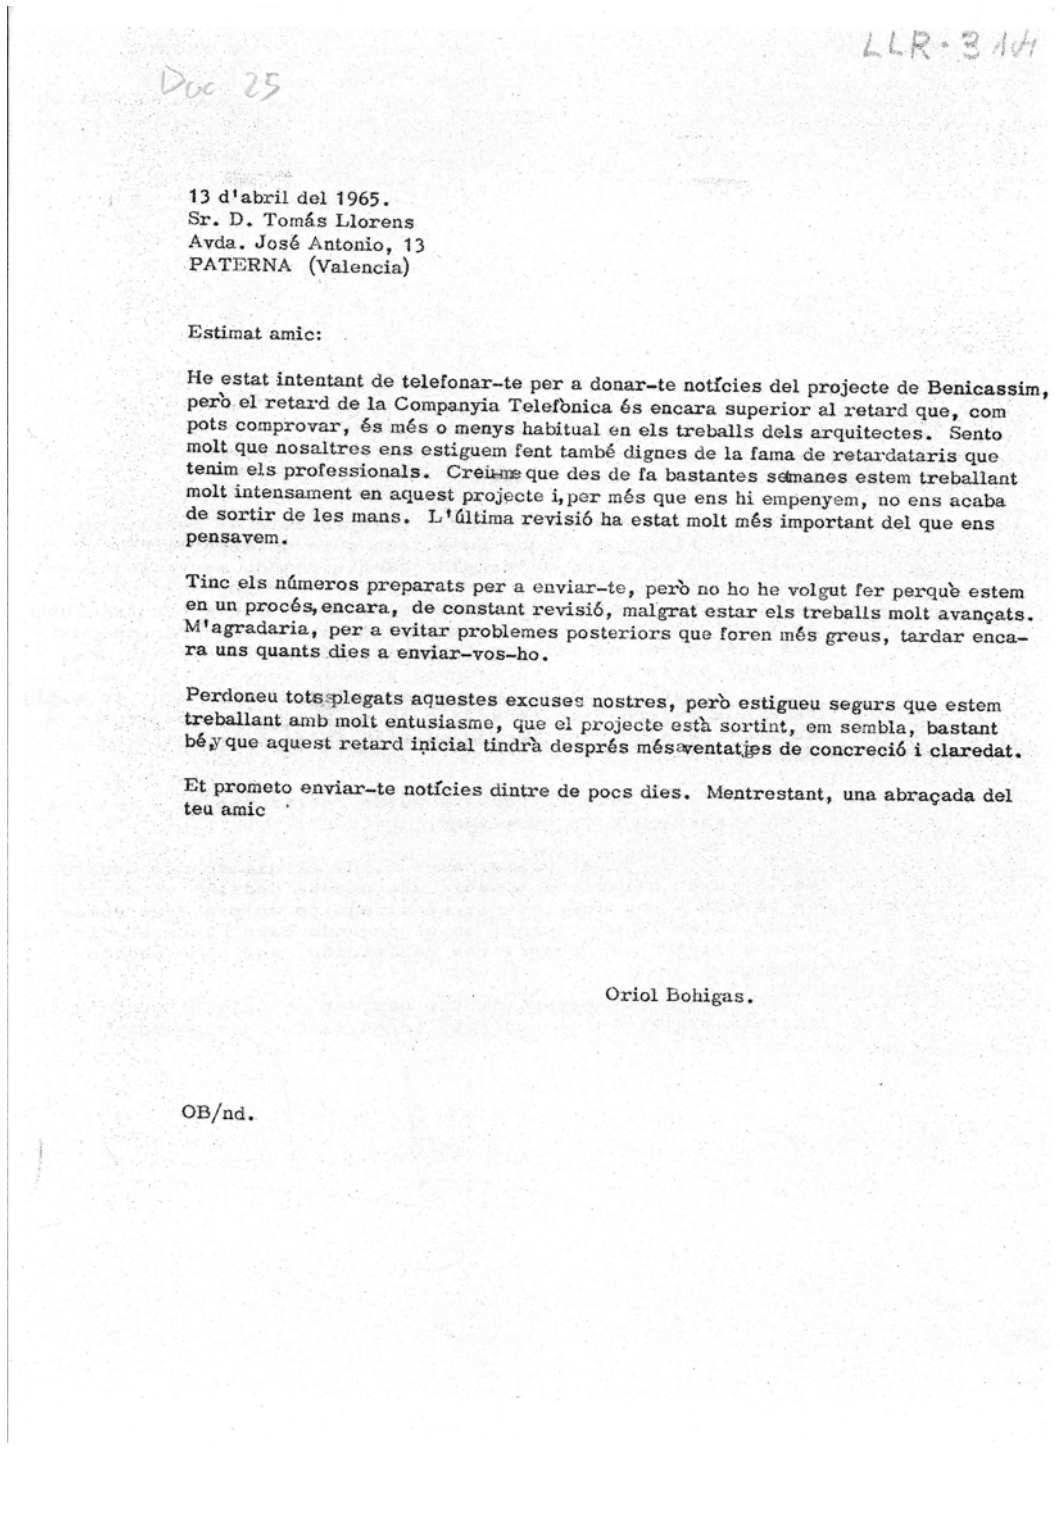 LLR-3
Doc 25
13 d'abril del 1965.
Sr. D. Tomás Llorens
Avda. José Antonio, 13
PATERNA (Valencia)
Estimat amic:
He estat intentant de telefonar-te per a donar-te notícies del projecte de Benicassim,
però el retard de la Companyia Telefònica és encara superior al retard que, com
pots comprovar, és més o menys habitual en els treballs dels arquitectes. Sento
molt que nosaltres ens estiguem fent també dignes de la fama de retardataris que
tenim els professionals. Creu-me que des de fa bastantes setmanes estem treballant
molt intensament en aquest projecte i, per més que ens hi empenyem, no ens acaba
de sortir de les mans. L'última revisió ha estat molt més important del que ens
pensavem.
Tinc els números preparats per a enviar-te, però no ho he volgut fer perquè estem
en un procés, encara, de constant revisió, malgrat estar els treballs molt avançats.
M'agradaria, per a evitar problemes posteriors que foren més greus, tardar enca-
ra uns quants dies a enviar-vos-ho.
Perdoneu tots plegats aquestes excuses nostres, però estigueu segurs que estem
treballant amb molt entusiasme, que el projecte està sortint, em sembla, bastant
bé, y que aquest retard inicial tindrà després més aventatjes de concreció i claredat.
Et prometo enviar-te notícies dintre de pocs dies. Mentrestant, una abraçada del
teu amic
Oriol Bohigas.
OB/nd.